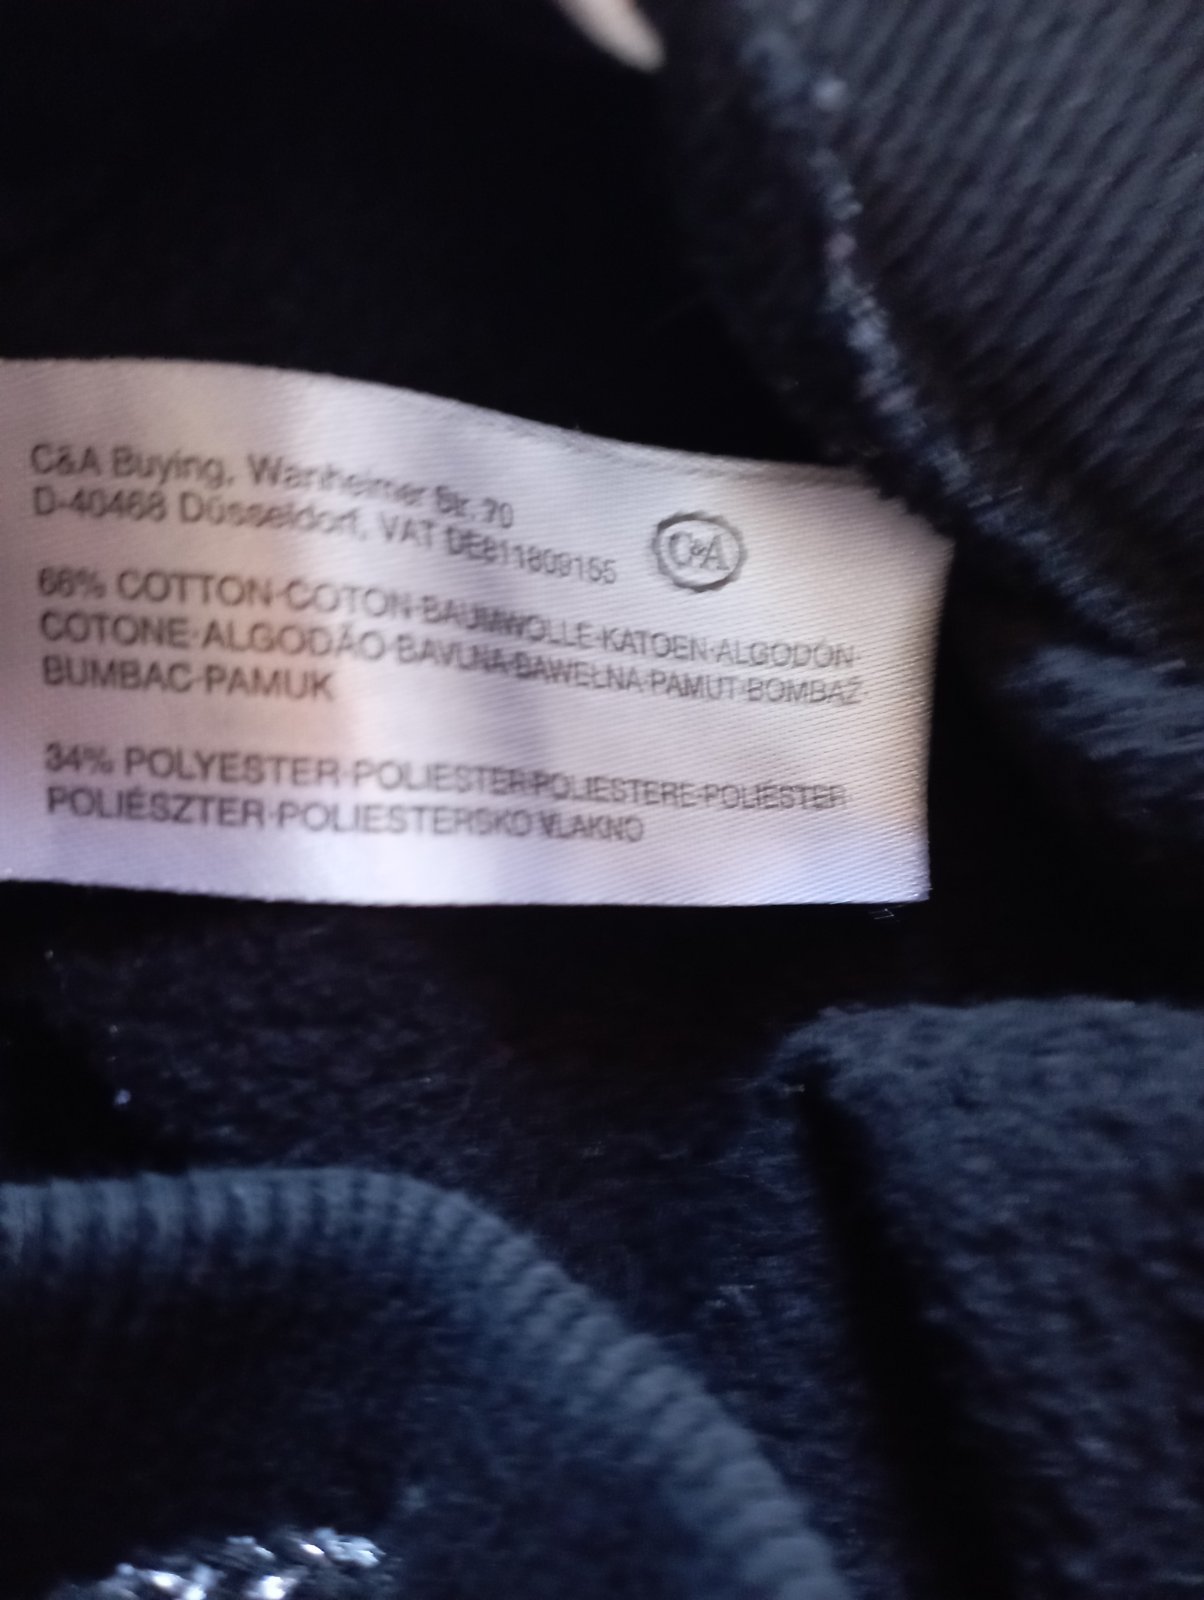 C&A Buying, Wanheimer Str. 70
D-40468 Düsseldorf, VAT DE811809155
C&A
66% COTTON·COTON·BAUMWOLLE·KATOEN·ALGODÓN·
COTONE·ALGODÃO·BAVLNA·BAWEŁNA·PAMUT·BOMBAŽ·
BUMBAC·PAMUK
34% POLYESTER·POLIESTER·POLIESTERE·POLIÉSTER
POLIÉSZTER·POLIESTERSKO VLAKNO